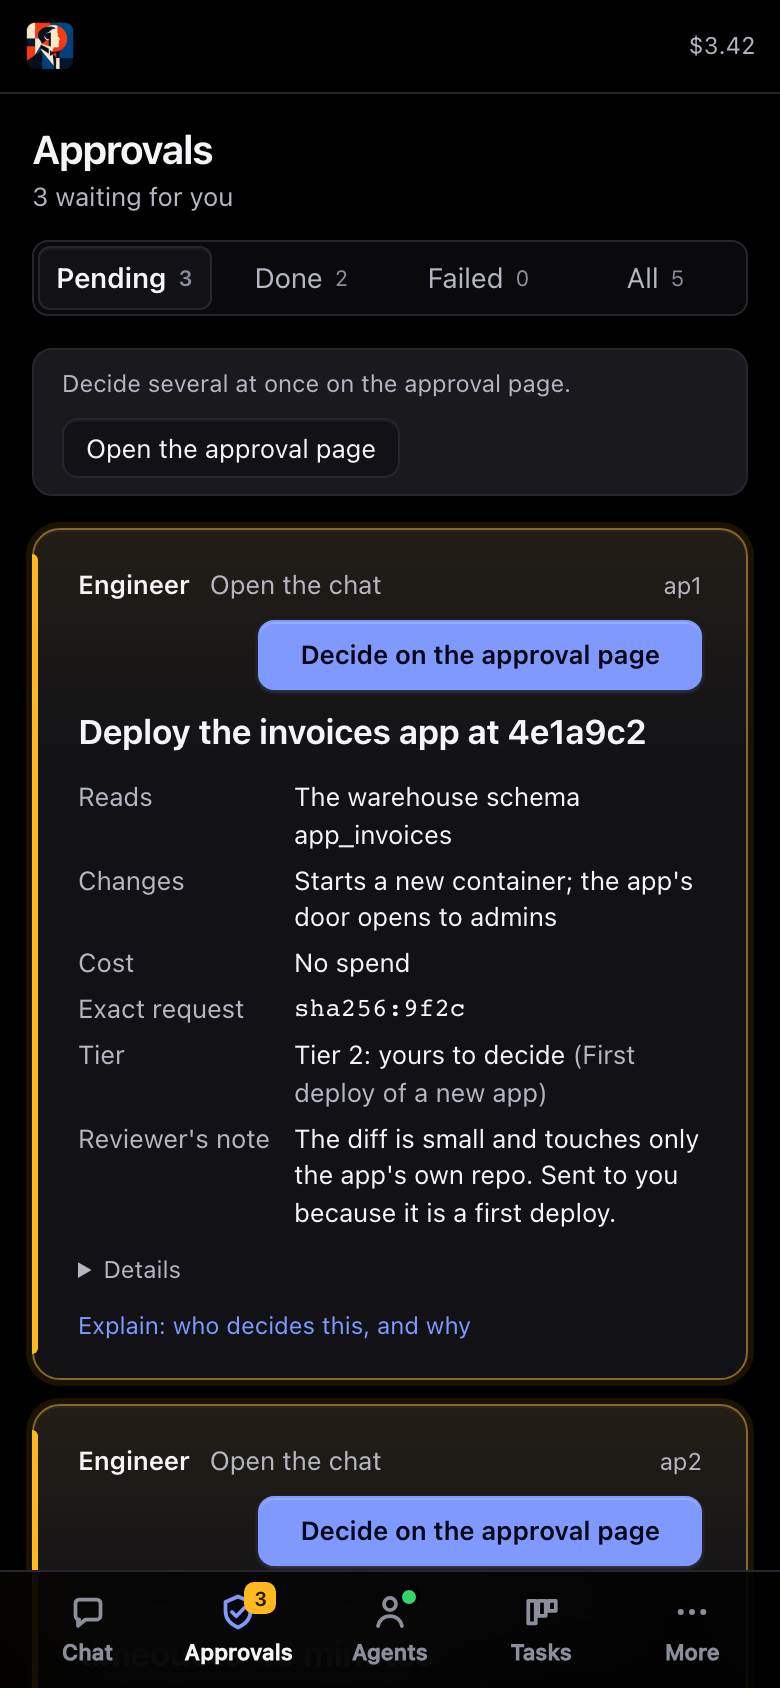 $3.42
Approvals
3 waiting for you
Pending 3 Done 2 Failed 0 All 5
Decide several at once on the approval page.
Open the approval page
Engineer Open the chat ap1
Decide on the approval page
Deploy the invoices app at 4e1a9c2
Reads The warehouse schema
app_invoices
Changes Starts a new container; the app's
door opens to admins
Cost No spend
Exact request sha256:9f2c
Tier Tier 2: yours to decide (First
deploy of a new app)
Reviewer's note The diff is small and touches only
the app's own repo. Sent to you
because it is a first deploy.
Details
Explain: who decides this, and why
Engineer Open the chat ap2
Decide on the approval page
3
Chat Approvals Agents Tasks More